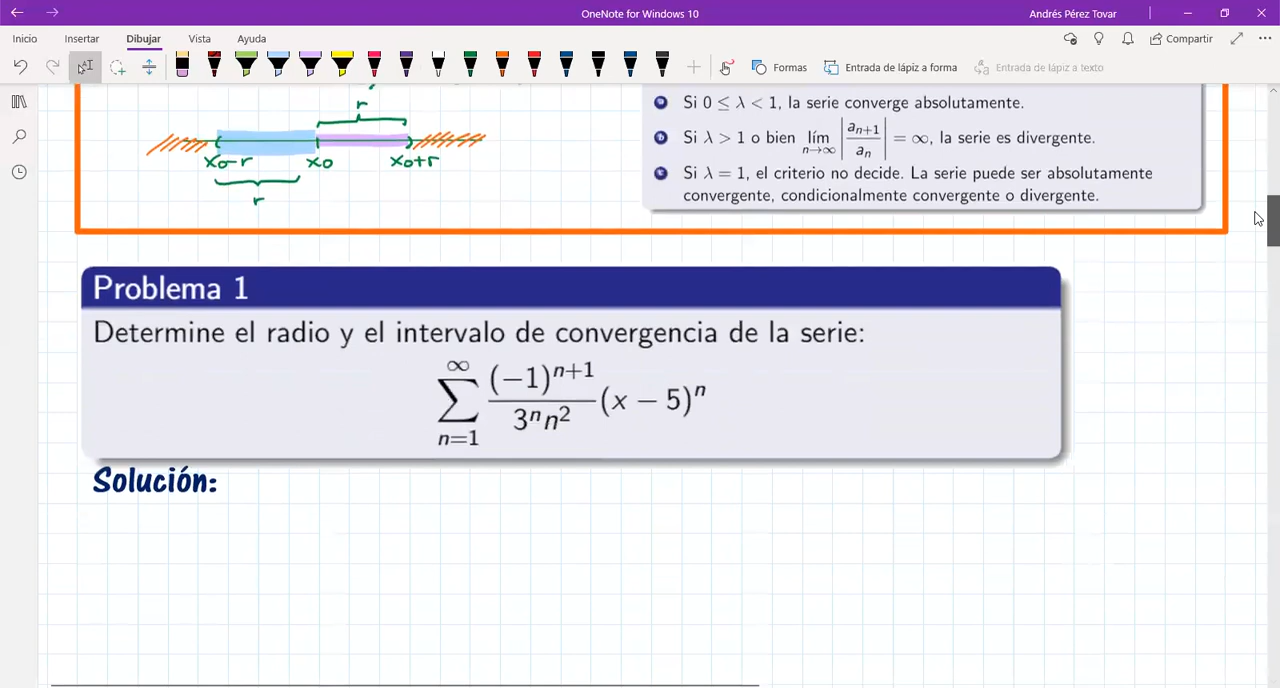 OneNote for Windows 10
Andrés Pérez Tovar
Inicio Insertar Dibujar Vista Ayuda
Compartir
Formas Entrada de lápiz a forma Entrada de lápiz a texto
r
x0-r x0 x0+r
r
a Si 0 ≤ λ < 1, la serie converge absolutamente.
b Si λ > 1 o bien lím_{n→∞} |a_{n+1}/a_n| = ∞, la serie es divergente.
c Si λ = 1, el criterio no decide. La serie puede ser absolutamente
convergente, condicionalmente convergente o divergente.
Problema 1
Determine el radio y el intervalo de convergencia de la serie:
∑_{n=1}^{∞} (−1)^{n+1}/(3^n n^2) (x − 5)^n
Solución: